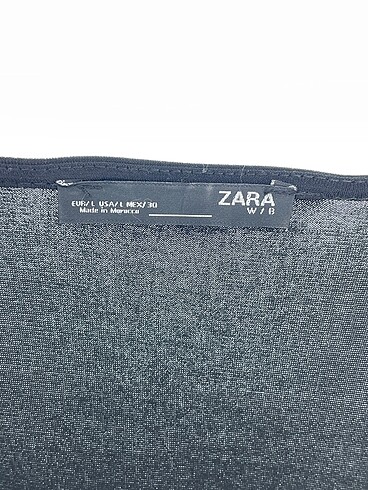 EUR/L USA/L MEX/30
Made in Morocco
ZARA
W/B